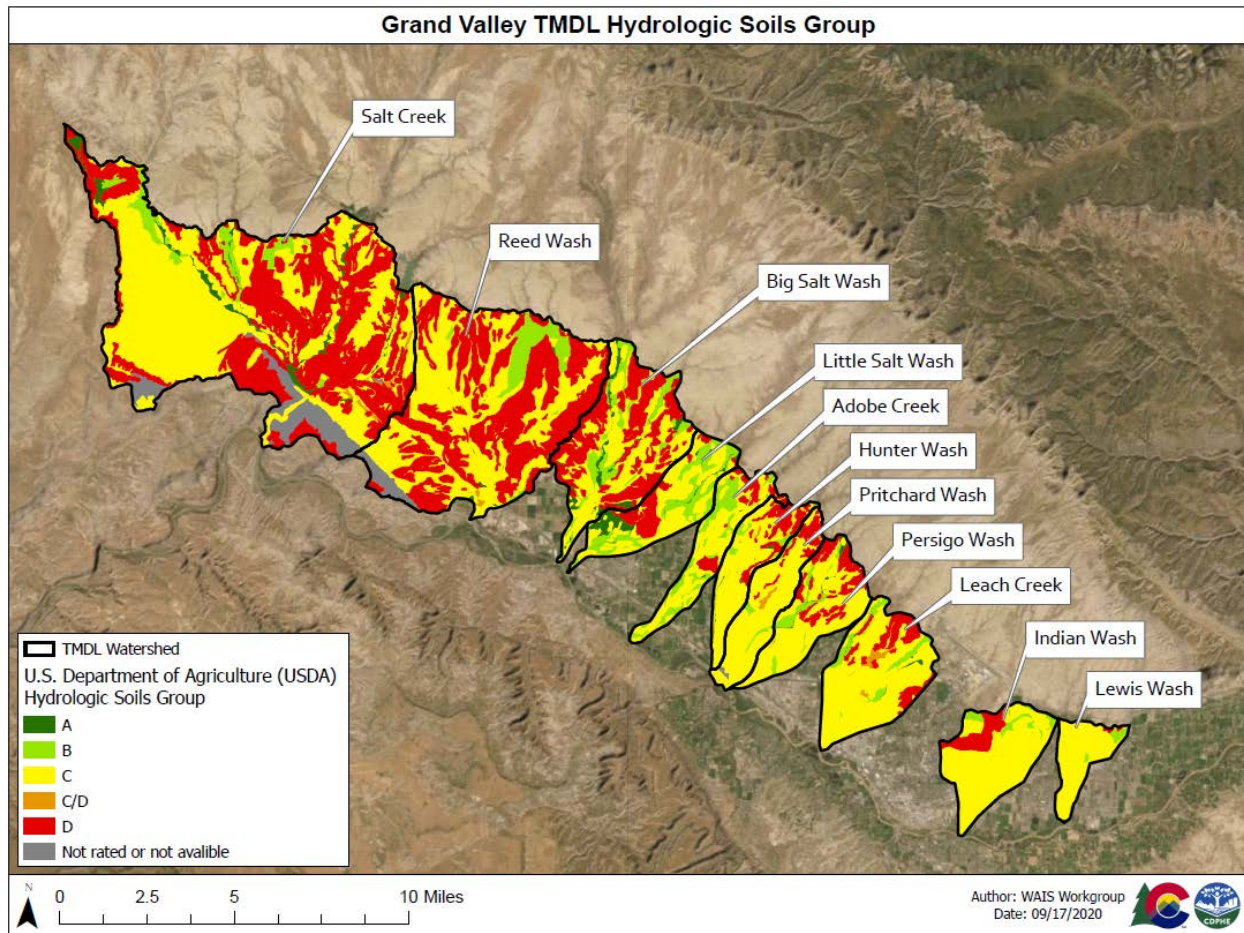 Grand Valley TMDL Hydrologic Soils Group
Salt Creek
Reed Wash
Big Salt Wash
Little Salt Wash
Adobe Creek
Hunter Wash
Pritchard Wash
Persigo Wash
Leach Creek
Indian Wash
Lewis Wash
TMDL Watershed
U.S. Department of Agriculture (USDA)
Hydrologic Soils Group
A
B
C
C/D
D
Not rated or not avalible
N
0 2.5 5 10 Miles
Author: WAIS Workgroup
Date: 09/17/2020
CDPHE